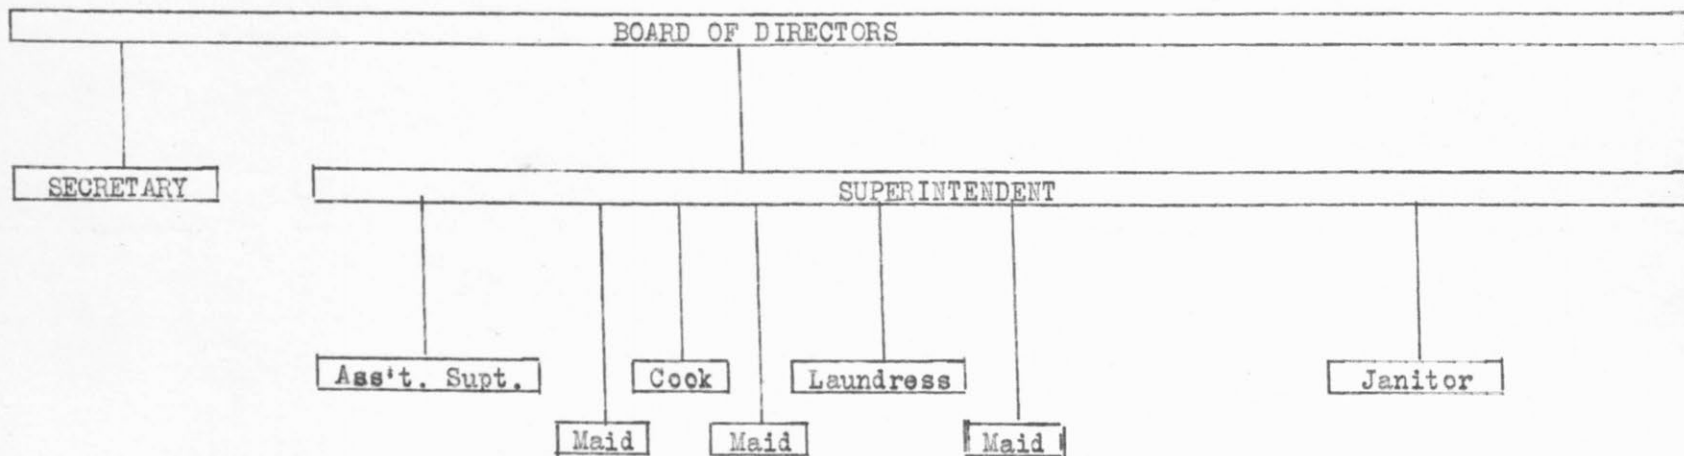 BOARD OF DIRECTORS
SECRETARY
SUPERINTENDENT
Ass't. Supt.
Cook
Laundress
Janitor
Maid
Maid
Maid